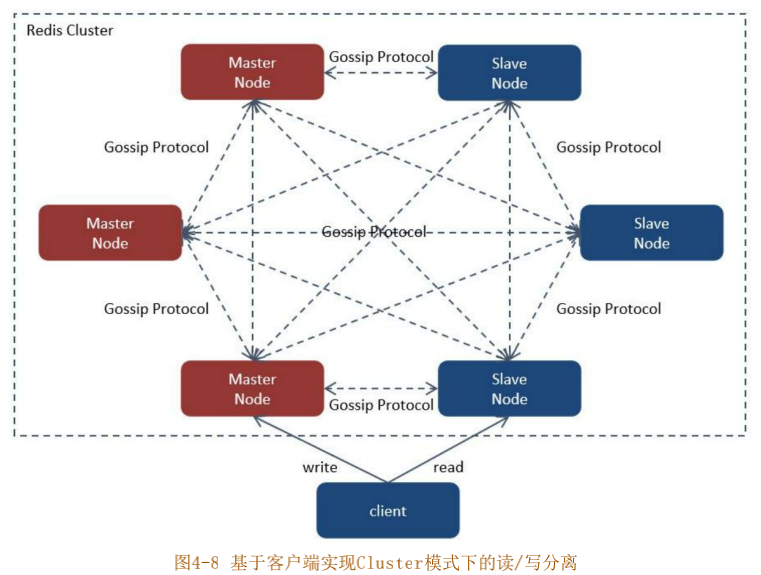 Redis Cluster
Master
Node
Gossip Protocol
Slave
Node
Gossip Protocol
Gossip Protocol
Master
Node
Gossip Protocol
Slave
Node
Gossip Protocol
Gossip Protocol
Master
Node
Gossip Protocol
Slave
Node
write
read
client
图4-8 基于客户端实现Cluster模式下的读/写分离